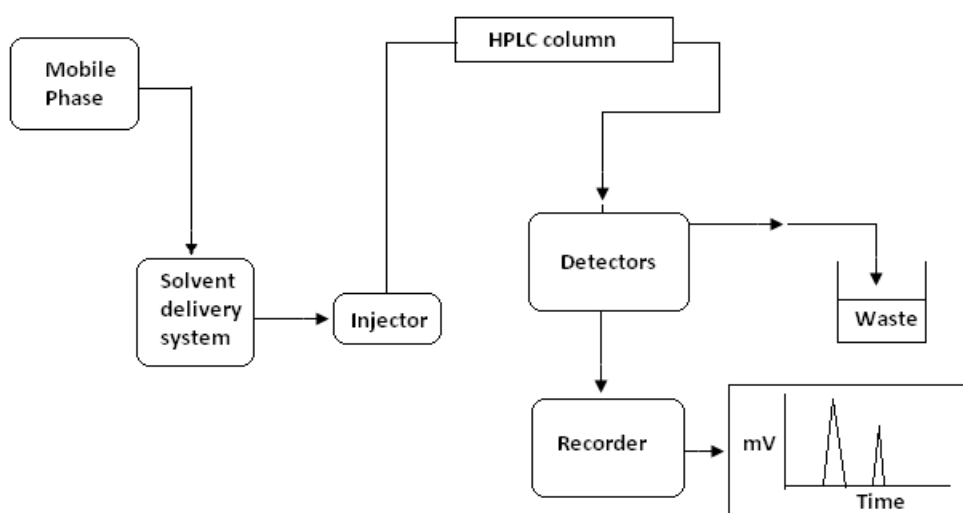 HPLC column
Mobile
Phase
Solvent
delivery
system
Injector
Detectors
Waste
Recorder
mV
Time